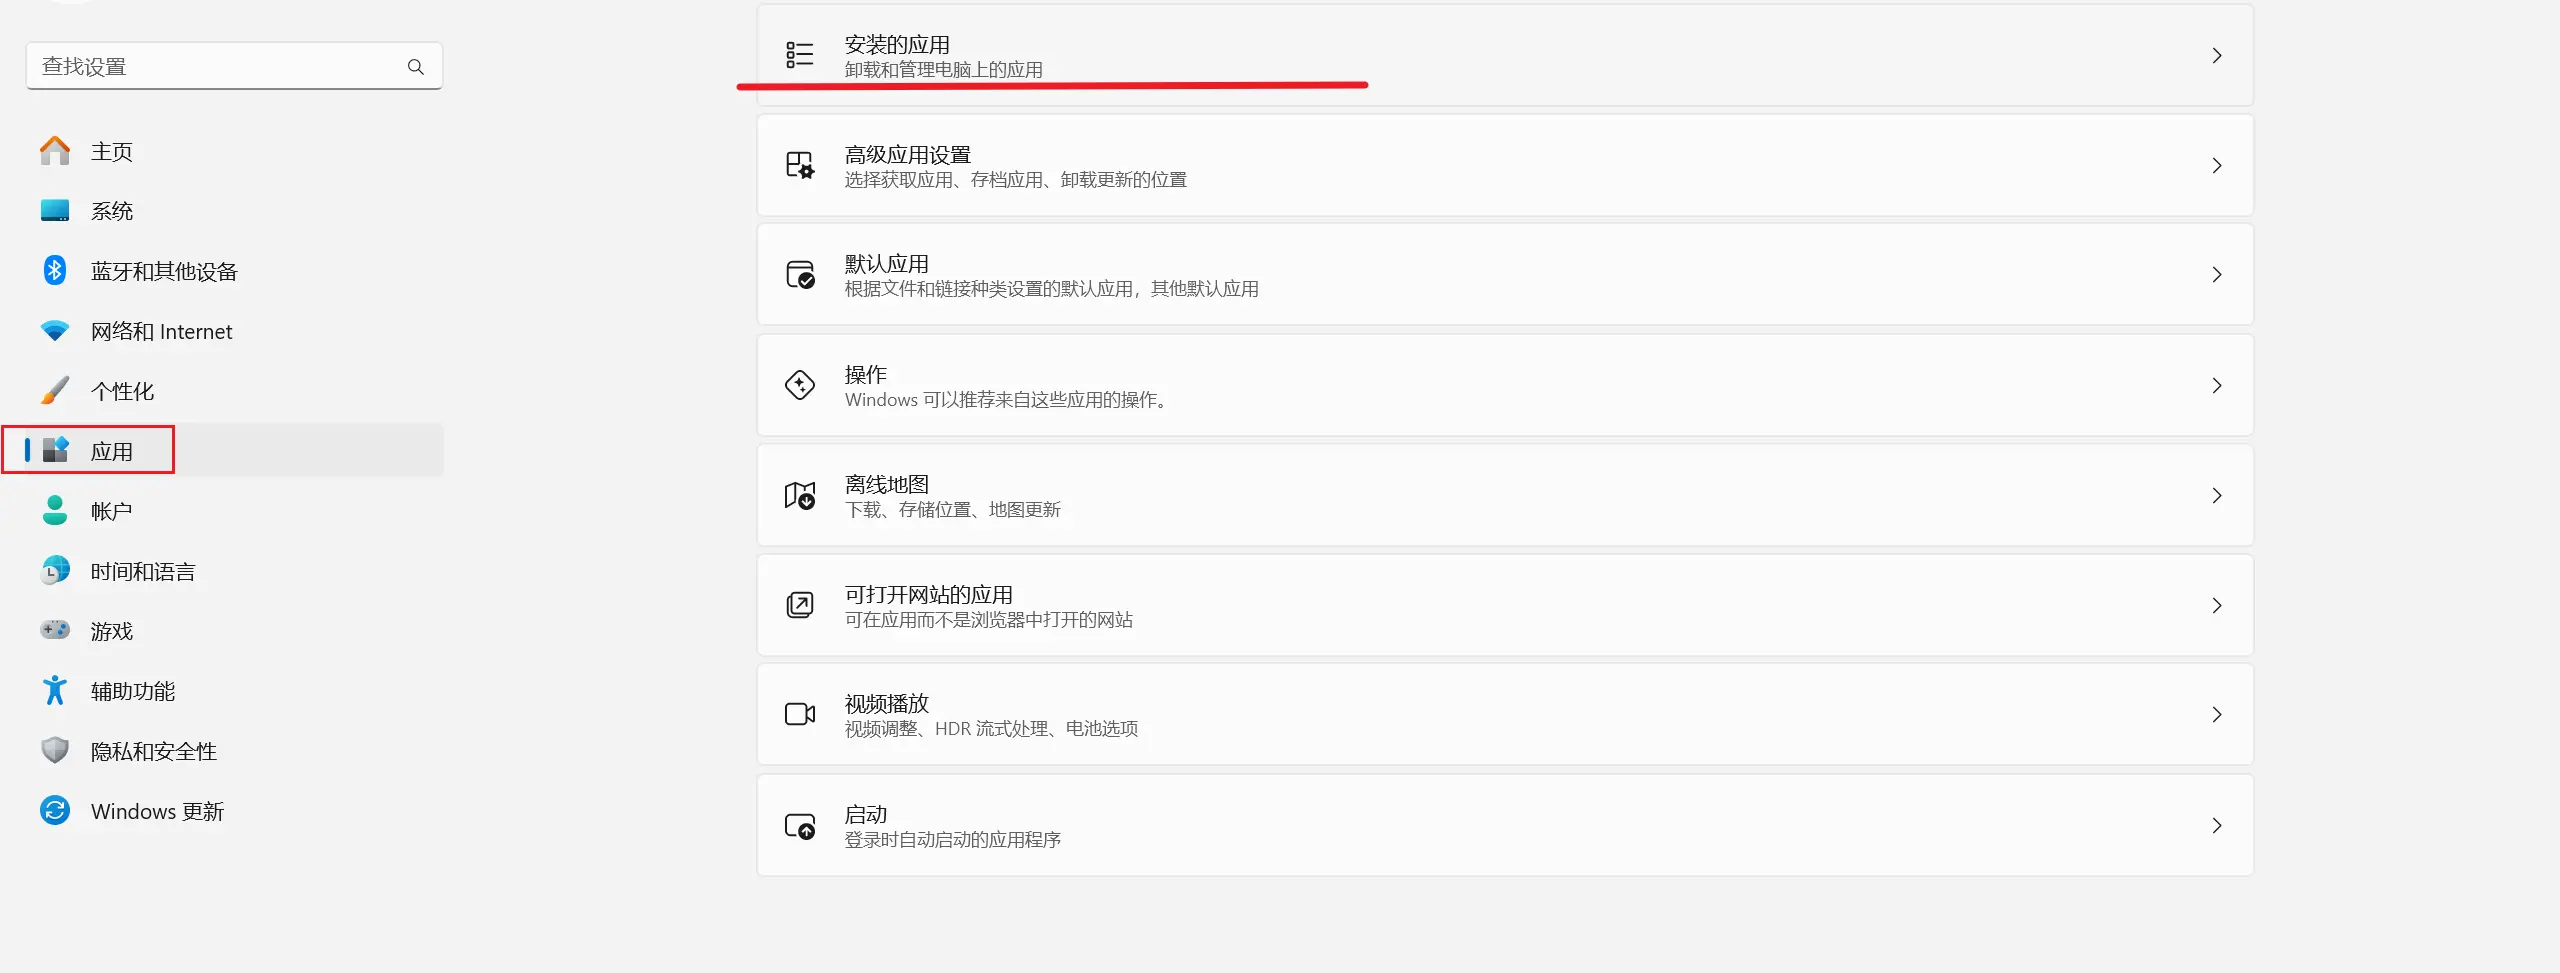 查找设置
主页
系统
蓝牙和其他设备
网络和 Internet
个性化
应用
帐户
时间和语言
游戏
辅助功能
隐私和安全性
Windows 更新
安装的应用
卸载和管理电脑上的应用
高级应用设置
选择获取应用、存档应用、卸载更新的位置
默认应用
根据文件和链接种类设置的默认应用，其他默认应用
操作
Windows 可以推荐来自这些应用的操作。
离线地图
下载、存储位置、地图更新
可打开网站的应用
可在应用而不是浏览器中打开的网站
视频播放
视频调整、HDR 流式处理、电池选项
启动
登录时自动启动的应用程序